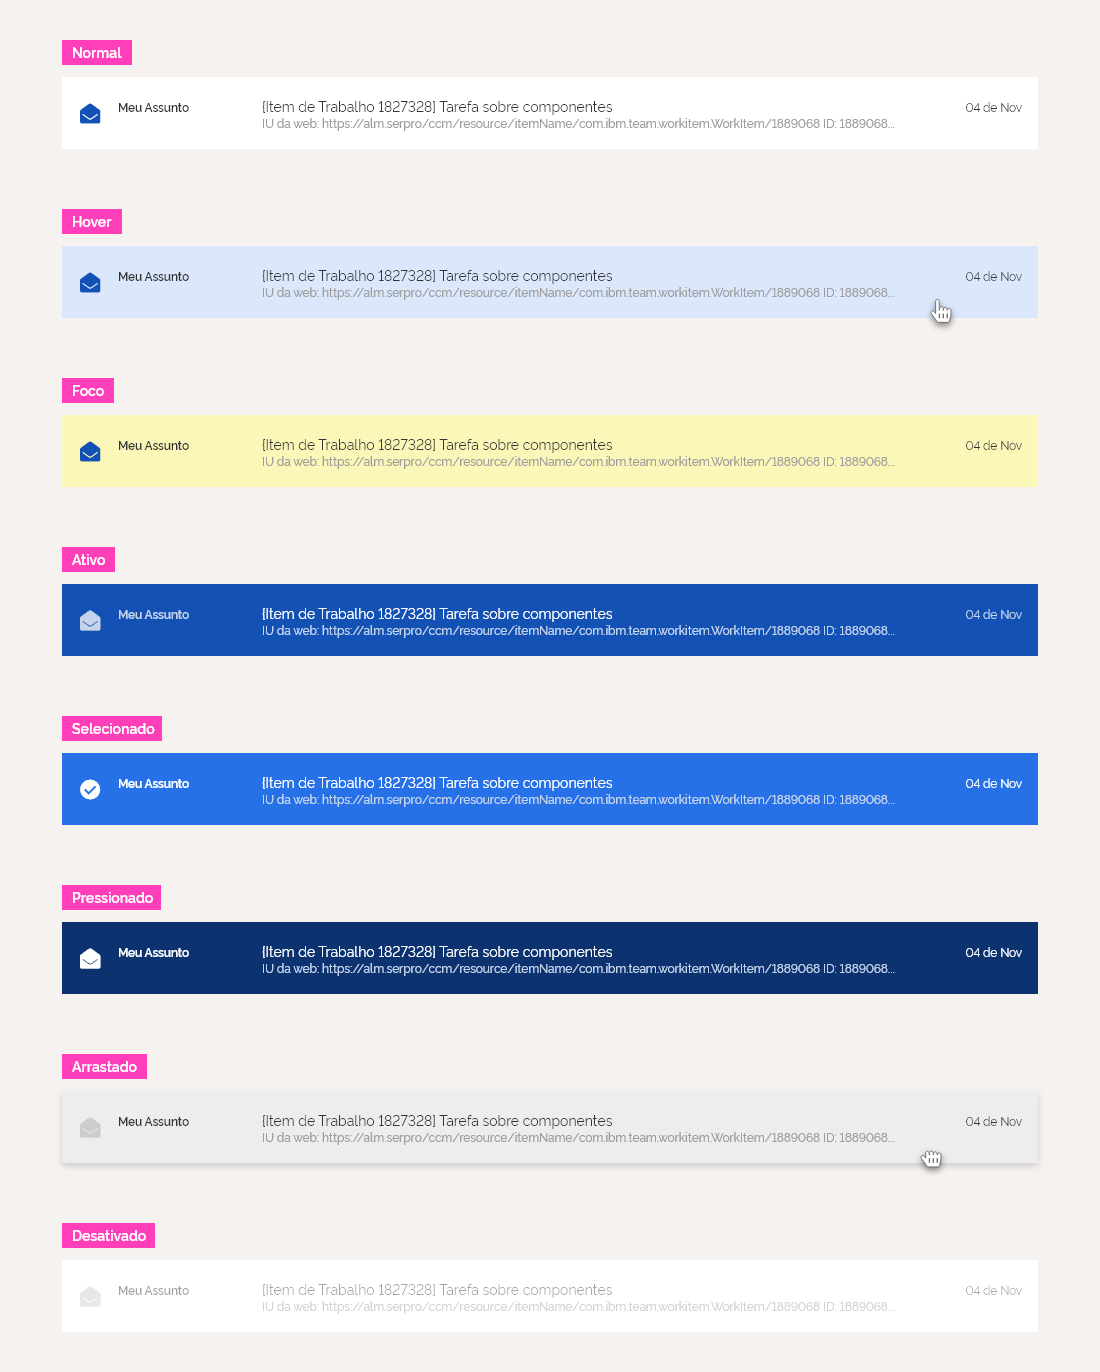 Normal
Meu Assunto [Item de Trabalho 1827328] Tarefa sobre componentes 04 de Nov
IU da web: https://alm.serpro/ccm/resource/itemName/com.ibm.team.workitem.WorkItem/1889068 ID: 1889068...
Hover
Meu Assunto [Item de Trabalho 1827328] Tarefa sobre componentes 04 de Nov
IU da web: https://alm.serpro/ccm/resource/itemName/com.ibm.team.workitem.WorkItem/1889068 ID: 1889068...
Foco
Meu Assunto [Item de Trabalho 1827328] Tarefa sobre componentes 04 de Nov
IU da web: https://alm.serpro/ccm/resource/itemName/com.ibm.team.workitem.WorkItem/1889068 ID: 1889068...
Ativo
Meu Assunto [Item de Trabalho 1827328] Tarefa sobre componentes 04 de Nov
IU da web: https://alm.serpro/ccm/resource/itemName/com.ibm.team.workitem.WorkItem/1889068 ID: 1889068...
Selecionado
Meu Assunto [Item de Trabalho 1827328] Tarefa sobre componentes 04 de Nov
IU da web: https://alm.serpro/ccm/resource/itemName/com.ibm.team.workitem.WorkItem/1889068 ID: 1889068...
Pressionado
Meu Assunto [Item de Trabalho 1827328] Tarefa sobre componentes 04 de Nov
IU da web: https://alm.serpro/ccm/resource/itemName/com.ibm.team.workitem.WorkItem/1889068 ID: 1889068...
Arrastado
Meu Assunto [Item de Trabalho 1827328] Tarefa sobre componentes 04 de Nov
IU da web: https://alm.serpro/ccm/resource/itemName/com.ibm.team.workitem.WorkItem/1889068 ID: 1889068...
Desativado
Meu Assunto [Item de Trabalho 1827328] Tarefa sobre componentes 04 de Nov
IU da web: https://alm.serpro/ccm/resource/itemName/com.ibm.team.workitem.WorkItem/1889068 ID: 1889068...